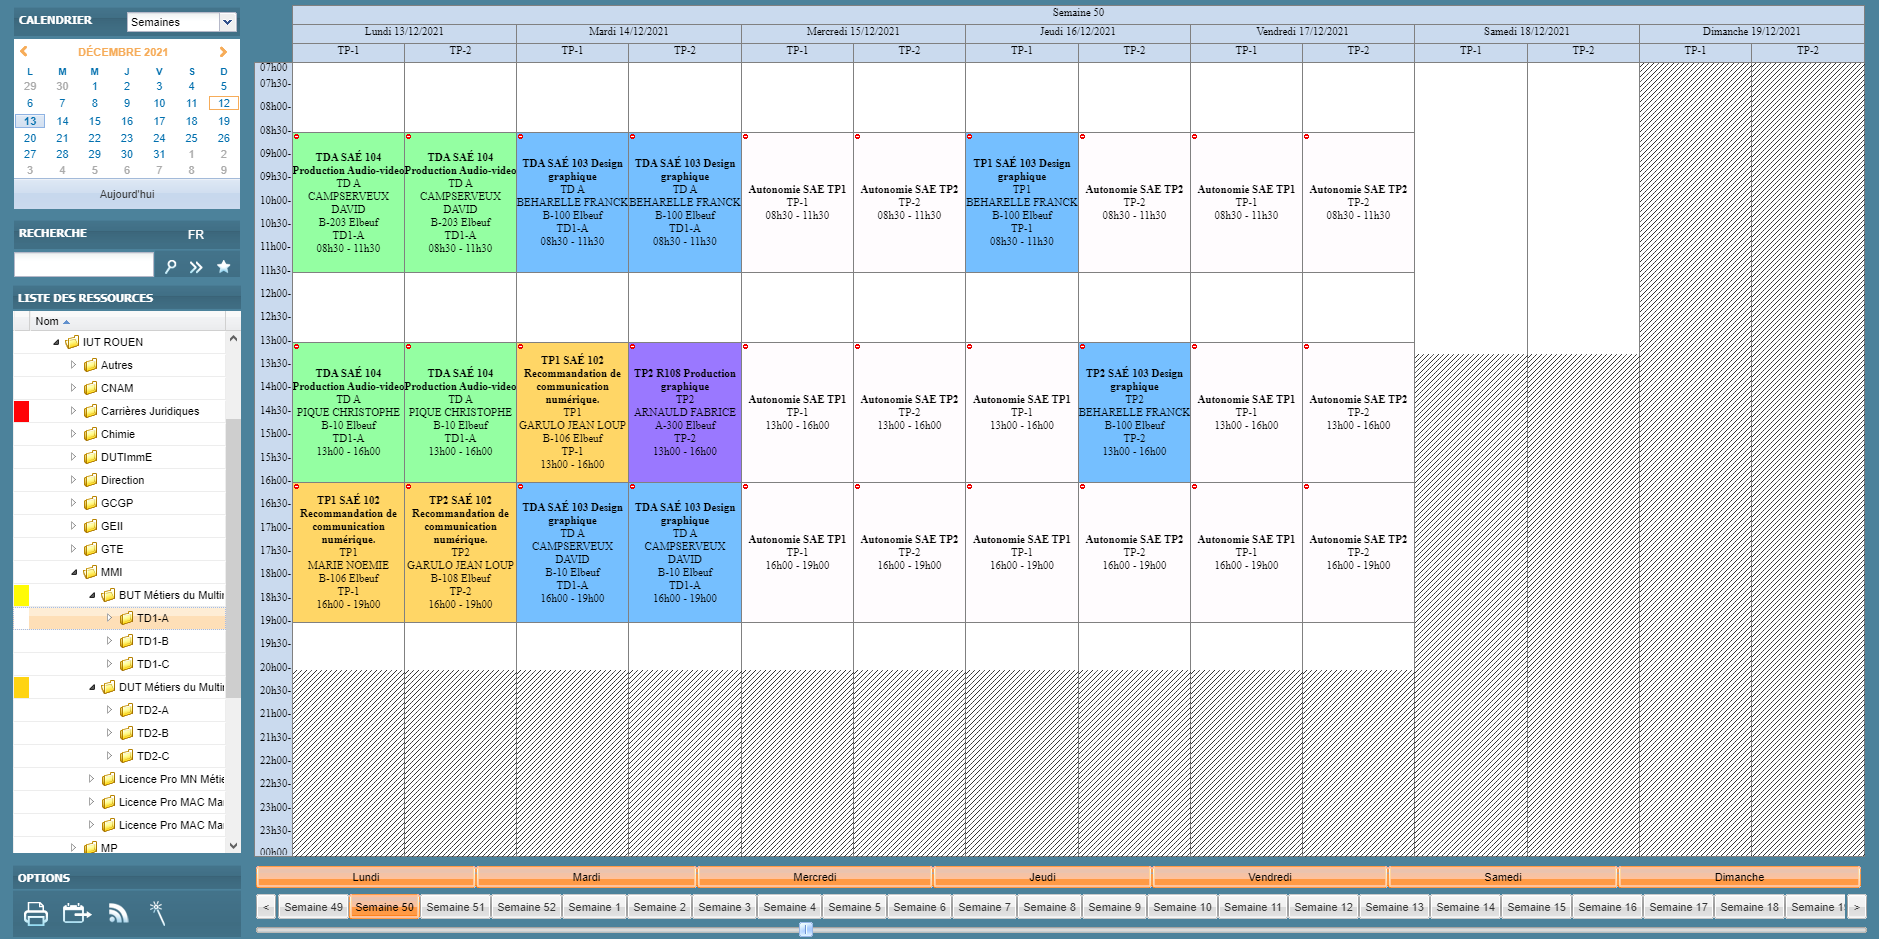 CALENDRIER
Semaines
DÉCEMBRE 2021
L M M J V S D
29 30 1 2 3 4 5
6 7 8 9 10 11 12
13 14 15 16 17 18 19
20 21 22 23 24 25 26
27 28 29 30 31 1 2
3 4 5 6 7 8 9
Aujourd'hui
RECHERCHE FR
LISTE DES RESSOURCES
Nom
IUT ROUEN
Autres
CNAM
Carrières Juridiques
Chimie
DUTImmE
Direction
GCGP
GEII
GTE
MMI
BUT Métiers du Multi
TD1-A
TD1-B
TD1-C
DUT Métiers du Multi
TD2-A
TD2-B
TD2-C
Licence Pro MN Métie
Licence Pro MAC Ma
Licence Pro MAC Ma
MP
OPTIONS
Semaine 50
Lundi 13/12/2021 Mardi 14/12/2021 Mercredi 15/12/2021 Jeudi 16/12/2021 Vendredi 17/12/2021 Samedi 18/12/2021 Dimanche 19/12/2021
TP-1 TP-2 TP-1 TP-2 TP-1 TP-2 TP-1 TP-2 TP-1 TP-2 TP-1 TP-2 TP-1 TP-2
07h00
07h30-
08h00-
08h30-
09h00-
09h30-
10h00-
10h30-
11h00-
11h30-
12h00-
12h30-
13h00-
13h30-
14h00-
14h30-
15h00-
15h30-
16h00-
16h30-
17h00-
17h30-
18h00-
18h30-
19h00-
19h30-
20h00-
20h30-
21h00-
21h30-
22h00-
22h30-
23h00-
23h30-
00h00
TDA SAÉ 104
Production Audio-video
TD A
CAMPSERVEUX
DAVID
B-203 Elbeuf
TD1-A
08h30 - 11h30
TDA SAÉ 104
Production Audio-video
TD A
CAMPSERVEUX
DAVID
B-203 Elbeuf
TD1-A
08h30 - 11h30
TDA SAÉ 103 Design
graphique
TD A
BEHARELLE FRANCK
B-100 Elbeuf
TD1-A
08h30 - 11h30
TDA SAÉ 103 Design
graphique
TD A
BEHARELLE FRANCK
B-100 Elbeuf
TD1-A
08h30 - 11h30
Autonomie SAE TP1
TP-1
08h30 - 11h30
Autonomie SAE TP2
TP-2
08h30 - 11h30
TP1 SAÉ 103 Design
graphique
TP1
BEHARELLE FRANCK
B-100 Elbeuf
TP-1
08h30 - 11h30
Autonomie SAE TP2
TP-2
08h30 - 11h30
Autonomie SAE TP1
TP-1
08h30 - 11h30
Autonomie SAE TP2
TP-2
08h30 - 11h30
TDA SAÉ 104
Production Audio-video
TD A
PIQUE CHRISTOPHE
B-10 Elbeuf
TD1-A
13h00 - 16h00
TDA SAÉ 104
Production Audio-video
TD A
PIQUE CHRISTOPHE
B-10 Elbeuf
TD1-A
13h00 - 16h00
TP1 SAÉ 102
Recommandation de
communication
numérique.
TP1
GARULO JEAN LOUP
B-106 Elbeuf
TP-1
13h00 - 16h00
TP2 R108 Production
graphique
TP2
ARNAULD FABRICE
A-300 Elbeuf
TP-2
13h00 - 16h00
Autonomie SAE TP1
TP-1
13h00 - 16h00
Autonomie SAE TP2
TP-2
13h00 - 16h00
Autonomie SAE TP1
TP-1
13h00 - 16h00
TP2 SAÉ 103 Design
graphique
TP2
BEHARELLE FRANCK
B-100 Elbeuf
TP-2
13h00 - 16h00
Autonomie SAE TP1
TP-1
13h00 - 16h00
Autonomie SAE TP2
TP-2
13h00 - 16h00
TP1 SAÉ 102
Recommandation de
communication
numérique.
TP1
MARIE NOEMIE
B-106 Elbeuf
TP-1
16h00 - 19h00
TP2 SAÉ 102
Recommandation de
communication
numérique.
TP2
GARULO JEAN LOUP
B-108 Elbeuf
TP-2
16h00 - 19h00
TDA SAÉ 103 Design
graphique
TD A
CAMPSERVEUX
DAVID
B-10 Elbeuf
TD1-A
16h00 - 19h00
TDA SAÉ 103 Design
graphique
TD A
CAMPSERVEUX
DAVID
B-10 Elbeuf
TD1-A
16h00 - 19h00
Autonomie SAE TP1
TP-1
16h00 - 19h00
Autonomie SAE TP2
TP-2
16h00 - 19h00
Autonomie SAE TP1
TP-1
16h00 - 19h00
Autonomie SAE TP2
TP-2
16h00 - 19h00
Autonomie SAE TP1
TP-1
16h00 - 19h00
Autonomie SAE TP2
TP-2
16h00 - 19h00
Lundi Mardi Mercredi Jeudi Vendredi Samedi Dimanche
< Semaine 49 Semaine 50 Semaine 51 Semaine 52 Semaine 1 Semaine 2 Semaine 3 Semaine 4 Semaine 5 Semaine 6 Semaine 7 Semaine 8 Semaine 9 Semaine 10 Semaine 11 Semaine 12 Semaine 13 Semaine 14 Semaine 15 Semaine 16 Semaine 17 Semaine 18 Semaine 1 >